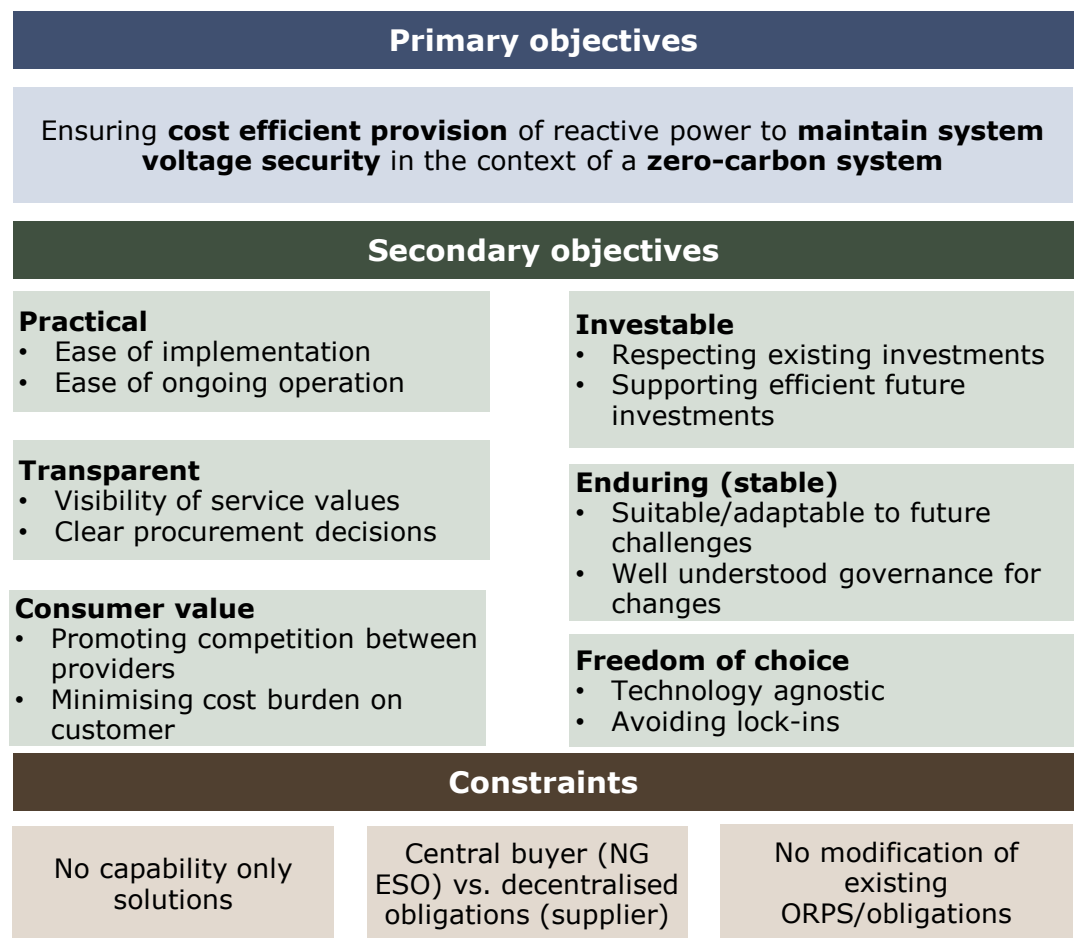 Primary objectives
Ensuring cost efficient provision of reactive power to maintain system
voltage security in the context of a zero-carbon system
Secondary objectives
Practical
• Ease of implementation
• Ease of ongoing operation
Transparent
• Visibility of service values
• Clear procurement decisions
Consumer value
• Promoting competition between
providers
• Minimising cost burden on
customer
Investable
• Respecting existing investments
• Supporting efficient future
investments
Enduring (stable)
• Suitable/adaptable to future
challenges
• Well understood governance for
changes
Freedom of choice
• Technology agnostic
• Avoiding lock-ins
Constraints
No capability only
solutions
Central buyer (NG
ESO) vs. decentralised
obligations (supplier)
No modification of
existing
ORPS/obligations